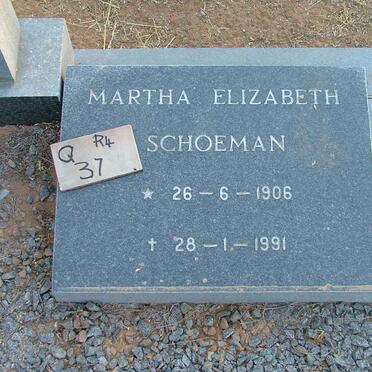 MARTHA ELIZABETH
SCHOEMAN
Q R4
37
★ 26 – 6 – 1906
† 28 – 1 – 1991